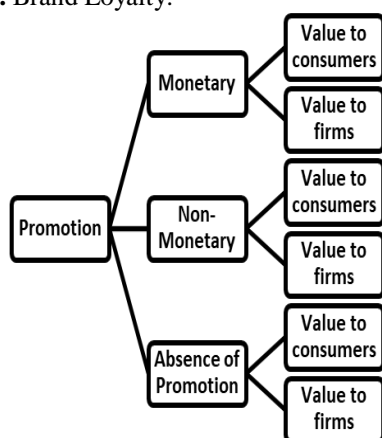 . Brand Loyalty.
Value to
consumers
Monetary
Value to
firms
Value to
consumers
Promotion
Non-
Monetary
Value to
firms
Value to
consumers
Absence of
Promotion
Value to
firms